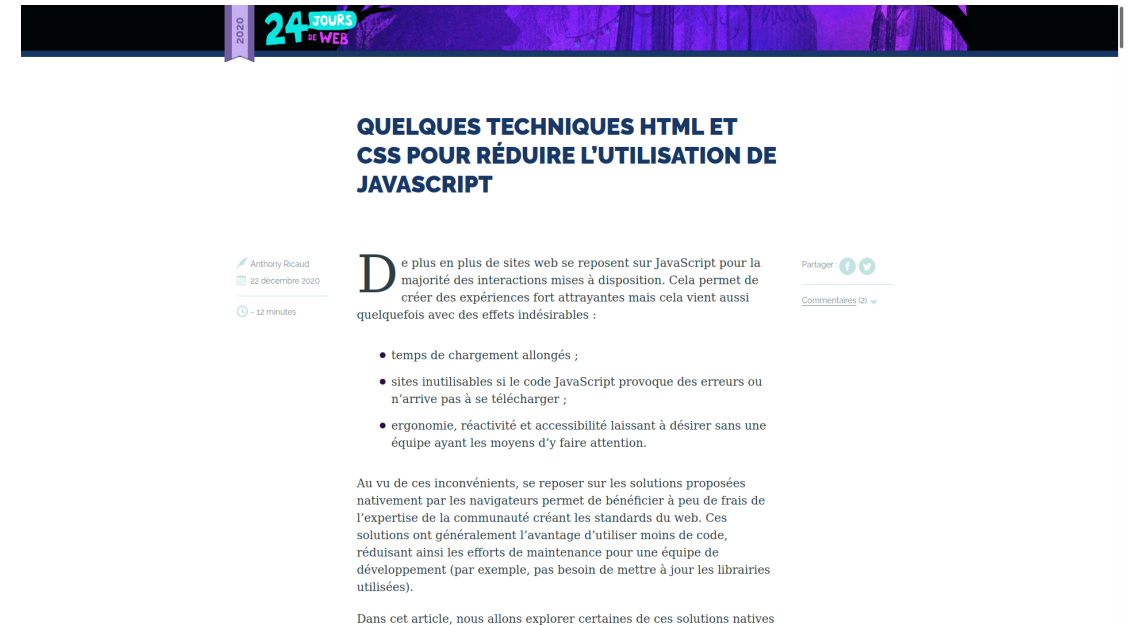 2020
24 JOURS
DE WEB
QUELQUES TECHNIQUES HTML ET
CSS POUR RÉDUIRE L’UTILISATION DE
JAVASCRIPT
Anthony Ricaud
22 décembre 2020
~ 12 minutes
De plus en plus de sites web se reposent sur JavaScript pour la
majorité des interactions mises à disposition. Cela permet de
créer des expériences fort attrayantes mais cela vient aussi
quelquefois avec des effets indésirables :
• temps de chargement allongés ;
• sites inutilisables si le code JavaScript provoque des erreurs ou
n’arrive pas à se télécharger ;
• ergonomie, réactivité et accessibilité laissant à désirer sans une
équipe ayant les moyens d’y faire attention.
Au vu de ces inconvénients, se reposer sur les solutions proposées
nativement par les navigateurs permet de bénéficier à peu de frais de
l’expertise de la communauté créant les standards du web. Ces
solutions ont généralement l’avantage d’utiliser moins de code,
réduisant ainsi les efforts de maintenance pour une équipe de
développement (par exemple, pas besoin de mettre à jour les librairies
utilisées).
Dans cet article, nous allons explorer certaines de ces solutions natives
Partager :
Commentaires (2)